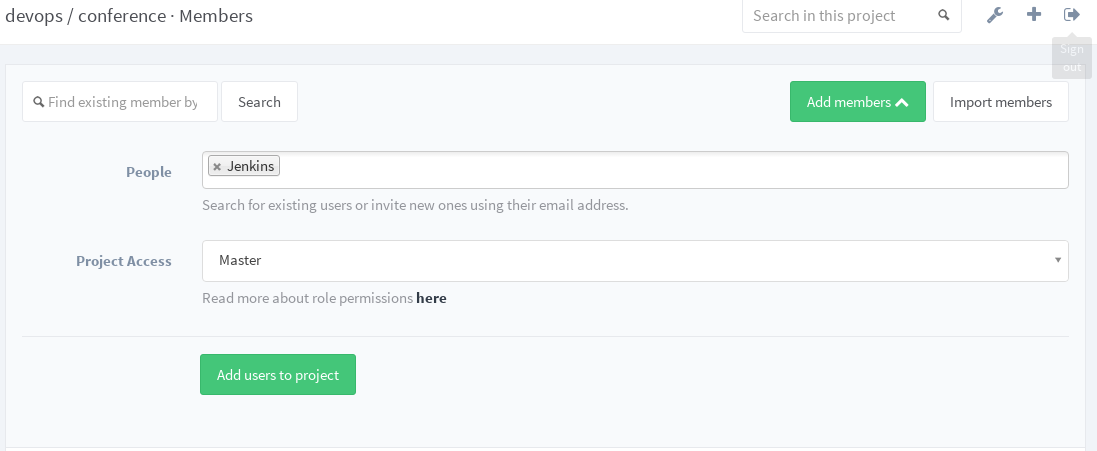 devops / conference · Members
Search in this project
Sign
out
Find existing member by
Search
Add members
Import members
People
Jenkins
Search for existing users or invite new ones using their email address.
Project Access
Master
Read more about role permissions here
Add users to project